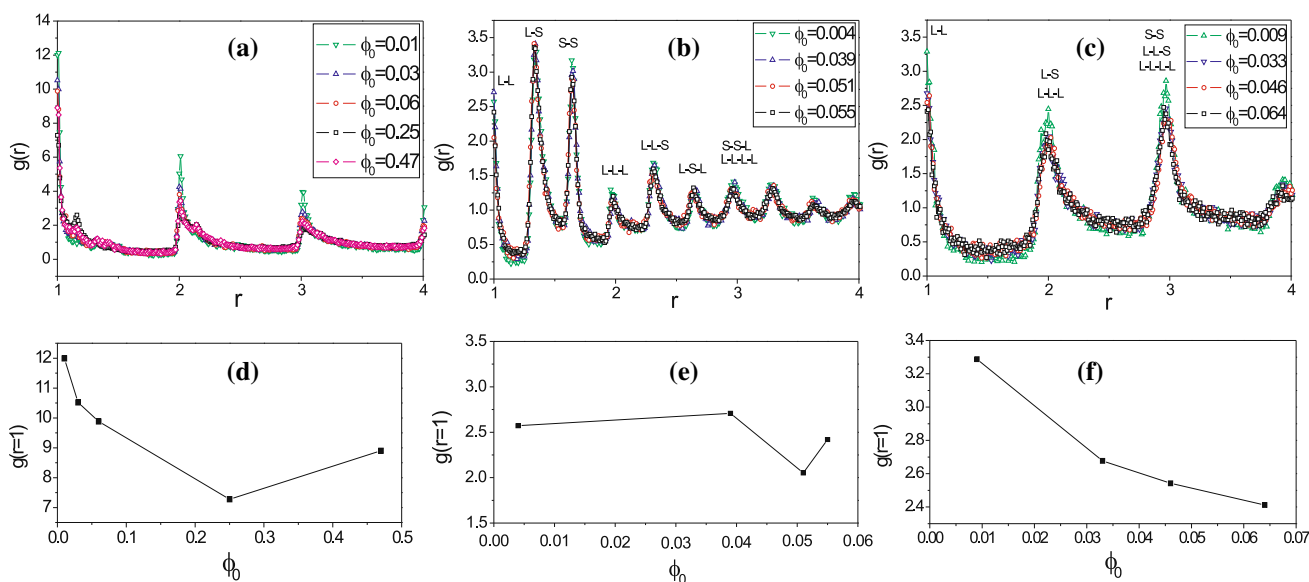 (a)
ϕ0=0.01
ϕ0=0.03
ϕ0=0.06
ϕ0=0.25
ϕ0=0.47
14
12
10
8
6
4
2
0
g(r)
1 2 3 4
r
(b)
ϕ0=0.004
ϕ0=0.039
ϕ0=0.051
ϕ0=0.055
L-L
L-S
S-S
L-L-L
L-L-S
L-S-L
S-S-L
L-L-L-L
3.5
3.0
2.5
2.0
1.5
1.0
0.5
0.0
g(r)
1 2 3 4
r
(c)
ϕ0=0.009
ϕ0=0.033
ϕ0=0.046
ϕ0=0.064
L-L
L-S
L-L-L
S-S
L-L-S
L-L-L-L
3.5
3.0
2.5
2.0
1.5
1.0
0.5
0.0
g(r)
1 2 3 4
r
(d)
12
11
10
9
8
7
g(r=1)
0.0 0.1 0.2 0.3 0.4 0.5
ϕ0
(e)
3.5
3.0
2.5
2.0
1.5
g(r=1)
0.00 0.01 0.02 0.03 0.04 0.05 0.06
ϕ0
(f)
3.4
3.2
3.0
2.8
2.6
2.4
g(r=1)
0.00 0.01 0.02 0.03 0.04 0.05 0.06 0.07
ϕ0